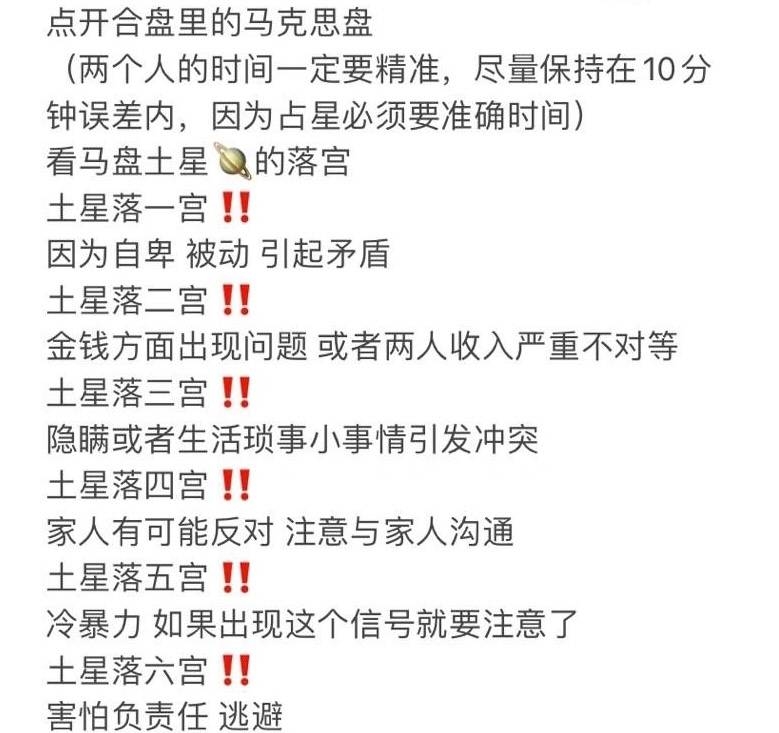 点开合盘里的马克思盘
（两个人的时间一定要精准，尽量保持在10分
钟误差内，因为占星必须要准确时间）
看马盘土星🪐的落宫
土星落一宫‼️
因为自卑 被动 引起矛盾
土星落二宫‼️
金钱方面出现问题 或者两人收入严重不对等
土星落三宫‼️
隐瞒或者生活琐事小事情引发冲突
土星落四宫‼️
家人有可能反对 注意与家人沟通
土星落五宫‼️
冷暴力 如果出现这个信号就要注意了
土星落六宫‼️
害怕负责任 逃避